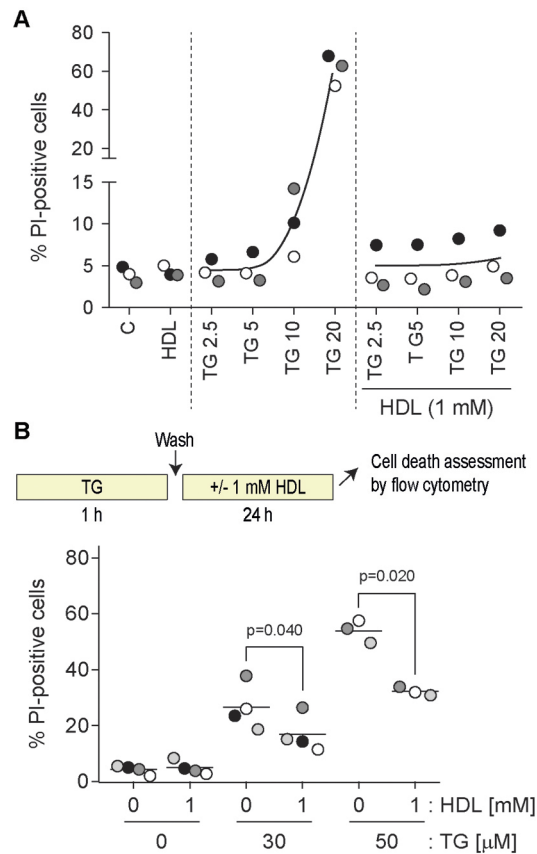 A
% PI-positive cells
80
60
40
20
15
10
5
0
C
HDL
TG 2.5
TG 5
TG 10
TG 20
TG 2.5
T G5
TG 10
TG 20
HDL (1 mM)
B
Wash
TG
+/- 1 mM HDL
Cell death assessment
by flow cytometry
1 h
24 h
% PI-positive cells
80
60
40
20
0
p=0.040
p=0.020
0 1 0 1 0 1 : HDL [mM]
0 30 50 : TG [µM]